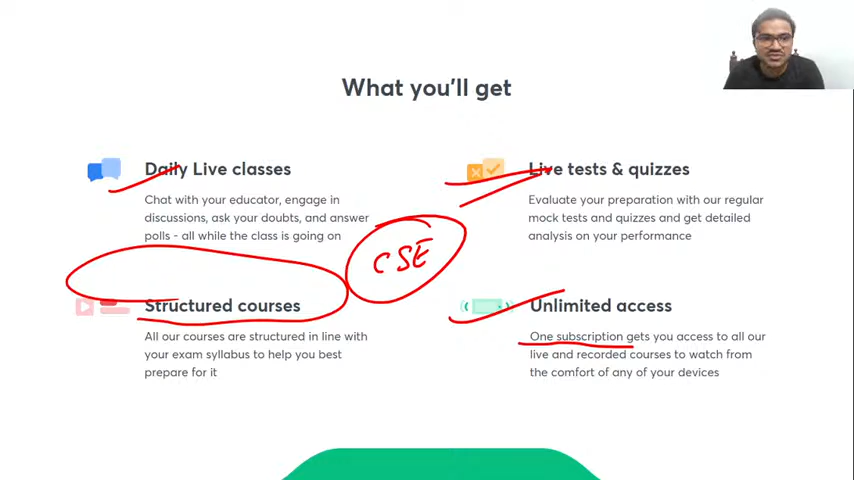 What you'll get
Daily Live classes
Chat with your educator, engage in
discussions, ask your doubts, and answer
polls - all while the class is going on
Live tests & quizzes
Evaluate your preparation with our regular
mock tests and quizzes and get detailed
analysis on your performance
CSE
Structured courses
All our courses are structured in line with
your exam syllabus to help you best
prepare for it
Unlimited access
One subscription gets you access to all our
live and recorded courses to watch from
the comfort of any of your devices